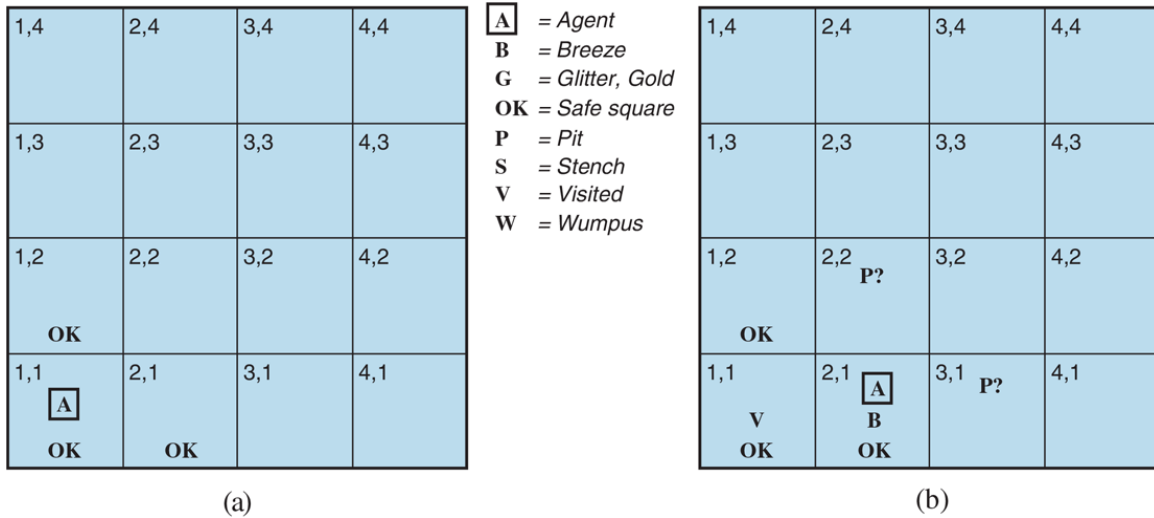 1,4 2,4 3,4 4,4
1,3 2,3 3,3 4,3
1,2 2,2 3,2 4,2
OK
1,1 2,1 3,1 4,1
A
OK OK
(a)
A = Agent
B = Breeze
G = Glitter, Gold
OK = Safe square
P = Pit
S = Stench
V = Visited
W = Wumpus
1,4 2,4 3,4 4,4
1,3 2,3 3,3 4,3
1,2 2,2 3,2 4,2
P?
OK
1,1 2,1 A 3,1 P? 4,1
V B
OK OK
(b)